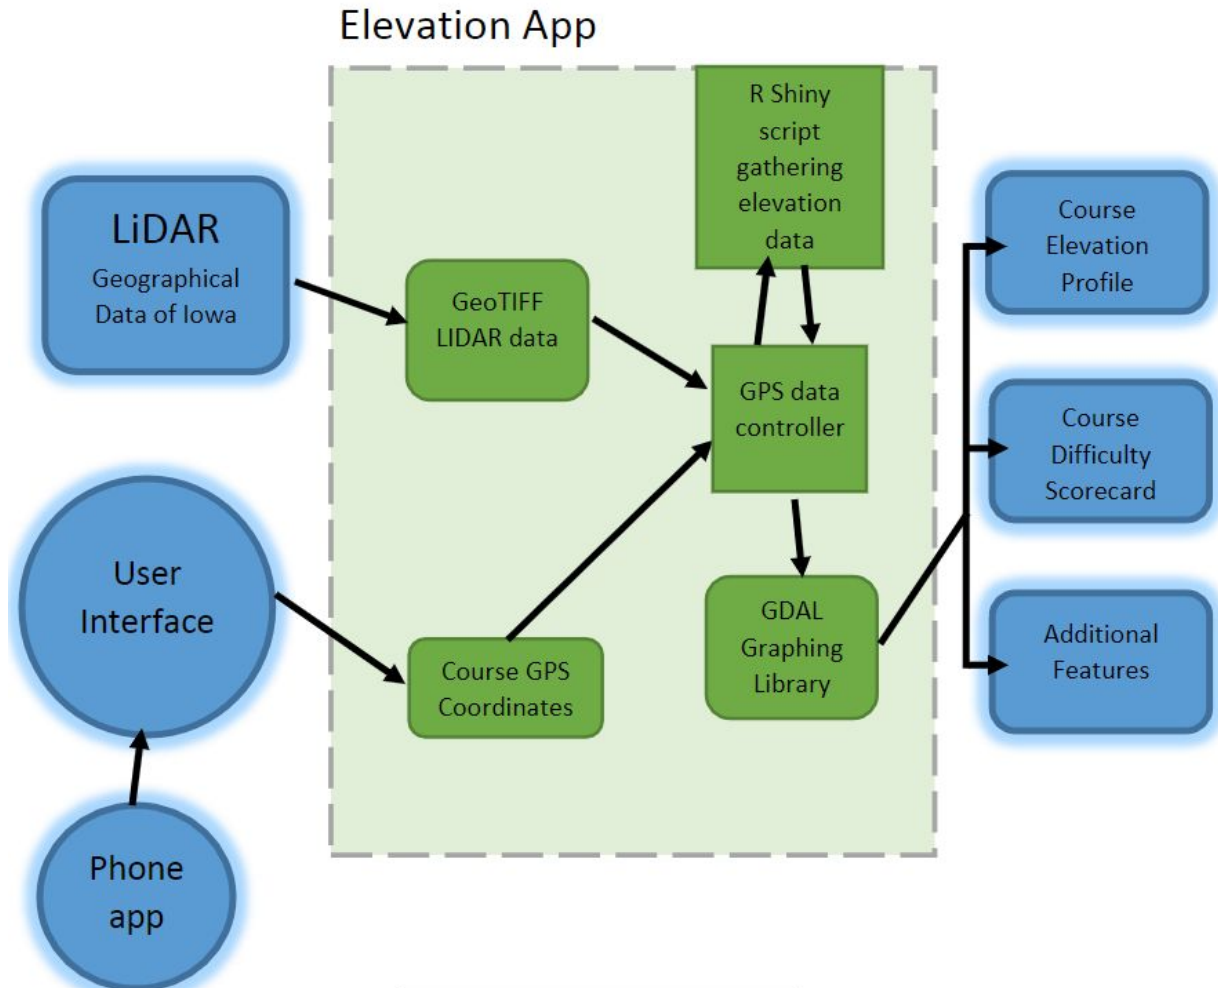 Elevation App
LiDAR
Geographical
Data of Iowa
User
Interface
Phone
app
GeoTIFF
LIDAR data
Course GPS
Coordinates
R Shiny
script
gathering
elevation
data
GPS data
controller
GDAL
Graphing
Library
Course
Elevation
Profile
Course
Difficulty
Scorecard
Additional
Features